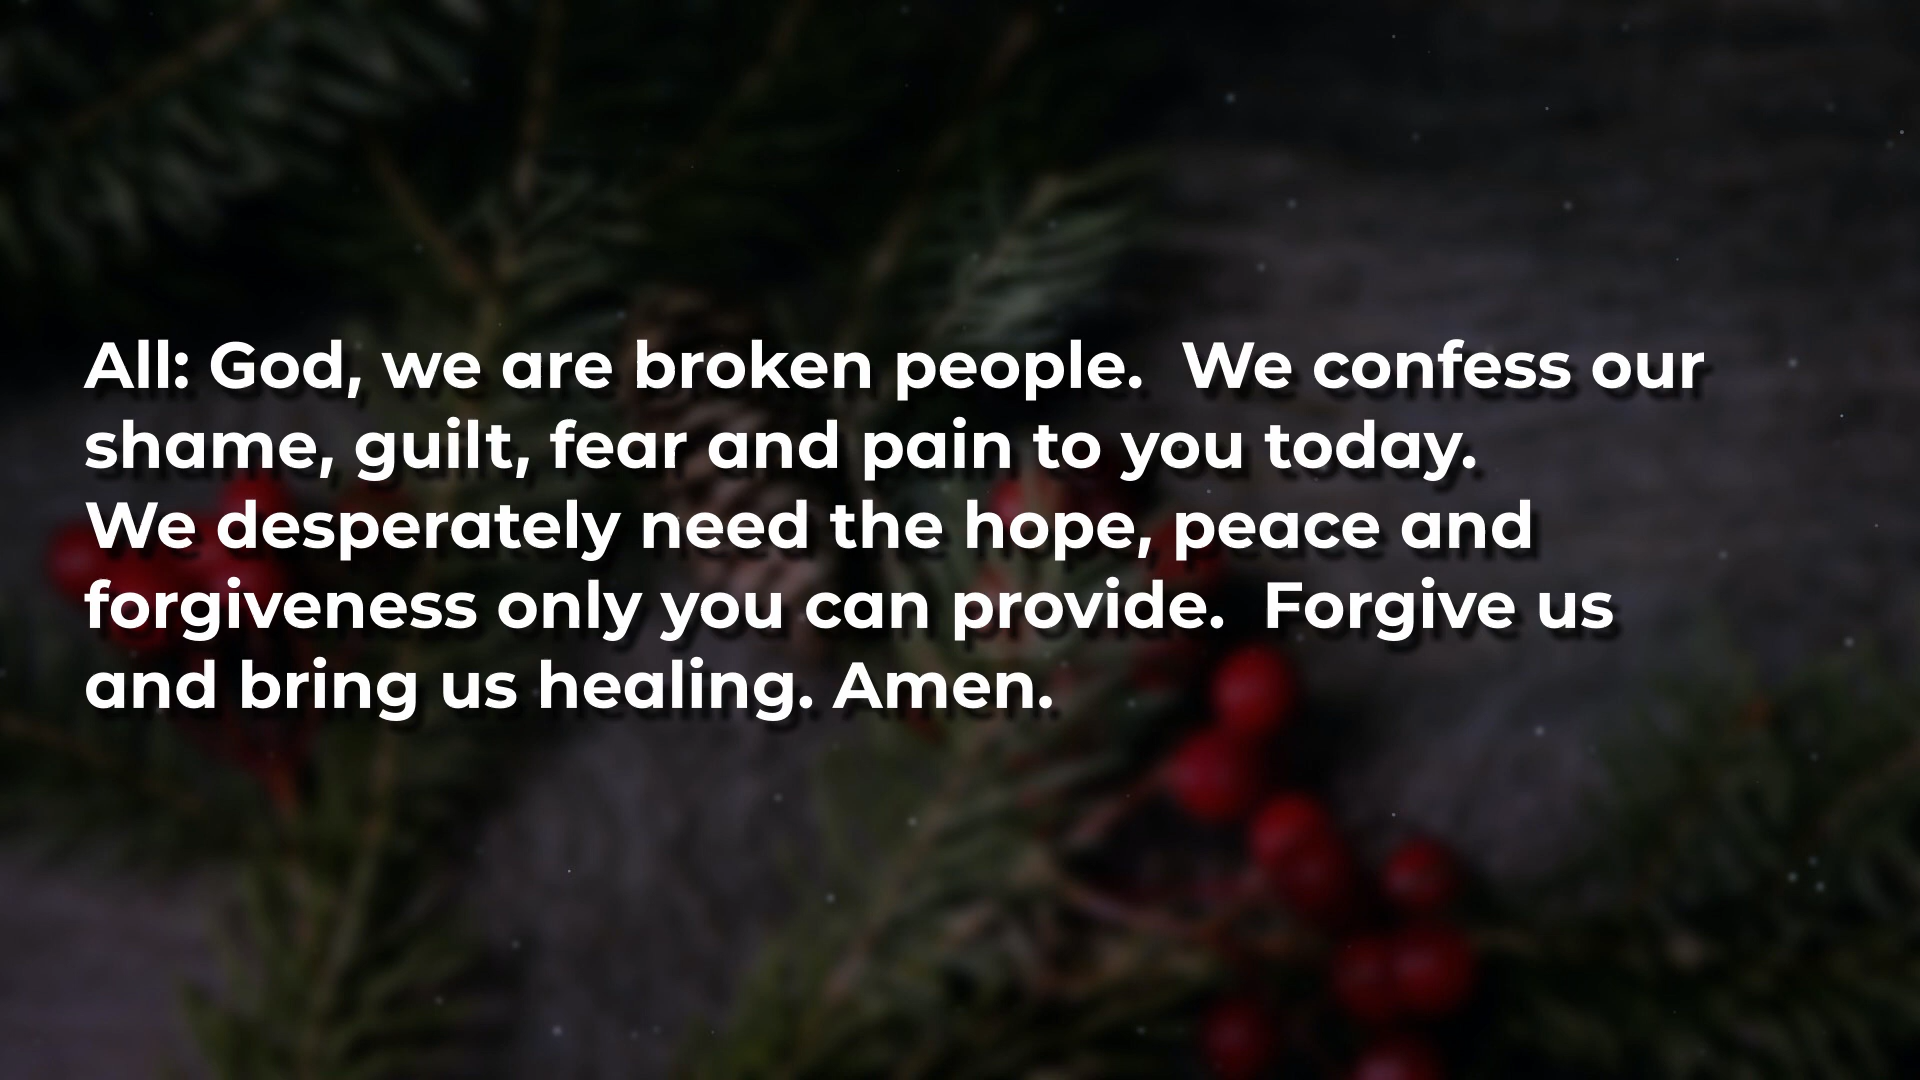 All: God, we are broken people.  We confess our
shame, guilt, fear and pain to you today.
We desperately need the hope, peace and
forgiveness only you can provide.  Forgive us
and bring us healing. Amen.